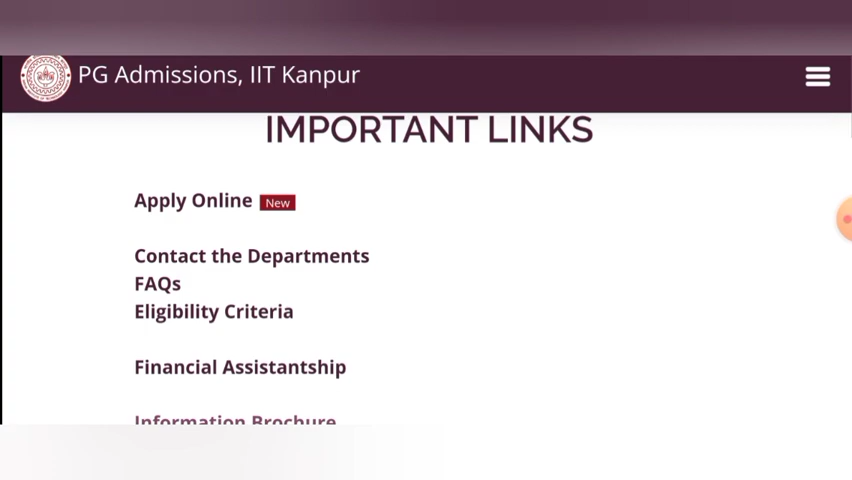 PG Admissions, IIT Kanpur
IMPORTANT LINKS
Apply Online New
Contact the Departments
FAQs
Eligibility Criteria
Financial Assistantship
Information Brochure